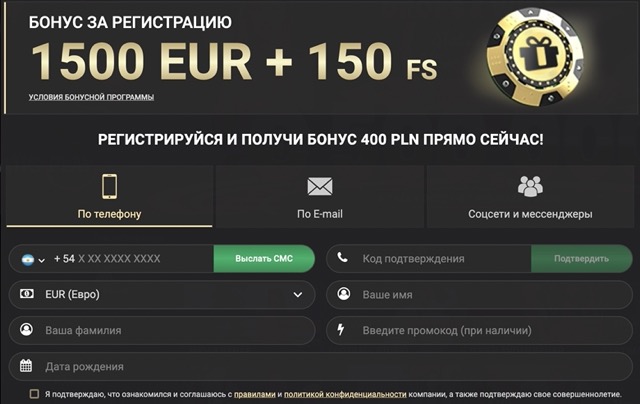 БОНУС ЗА РЕГИСТРАЦИЮ
1500 EUR + 150 FS
УСЛОВИЯ БОНУСНОЙ ПРОГРАММЫ
РЕГИСТРИРУЙСЯ И ПОЛУЧИ БОНУС 400 PLN ПРЯМО СЕЙЧАС!
По телефону По E-mail Соцсети и мессенджеры
+ 54 X XX XXXX XXXX Выслать СМС Код подтверждения Подтвердить
EUR (Евро) Ваше имя
Ваша фамилия Введите промокод (при наличии)
Дата рождения
Я подтверждаю, что ознакомился и соглашаюсь с правилами и политикой конфиденциальности компании, а также подтверждаю свое совершеннолетие.